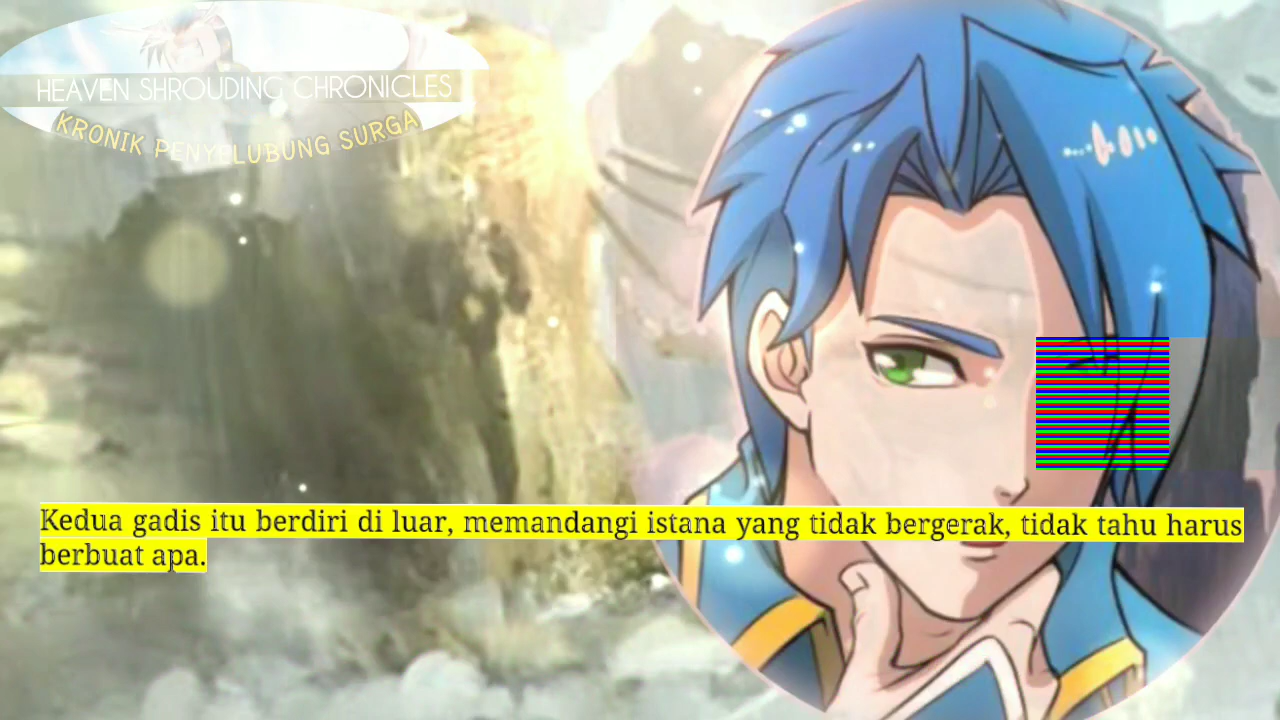 HEAVEN SHROUDING CHRONICLES
KRONIK PENYELUBUNG SURGA
Kedua gadis itu berdiri di luar, memandangi istana yang tidak bergerak, tidak tahu harus
berbuat apa.